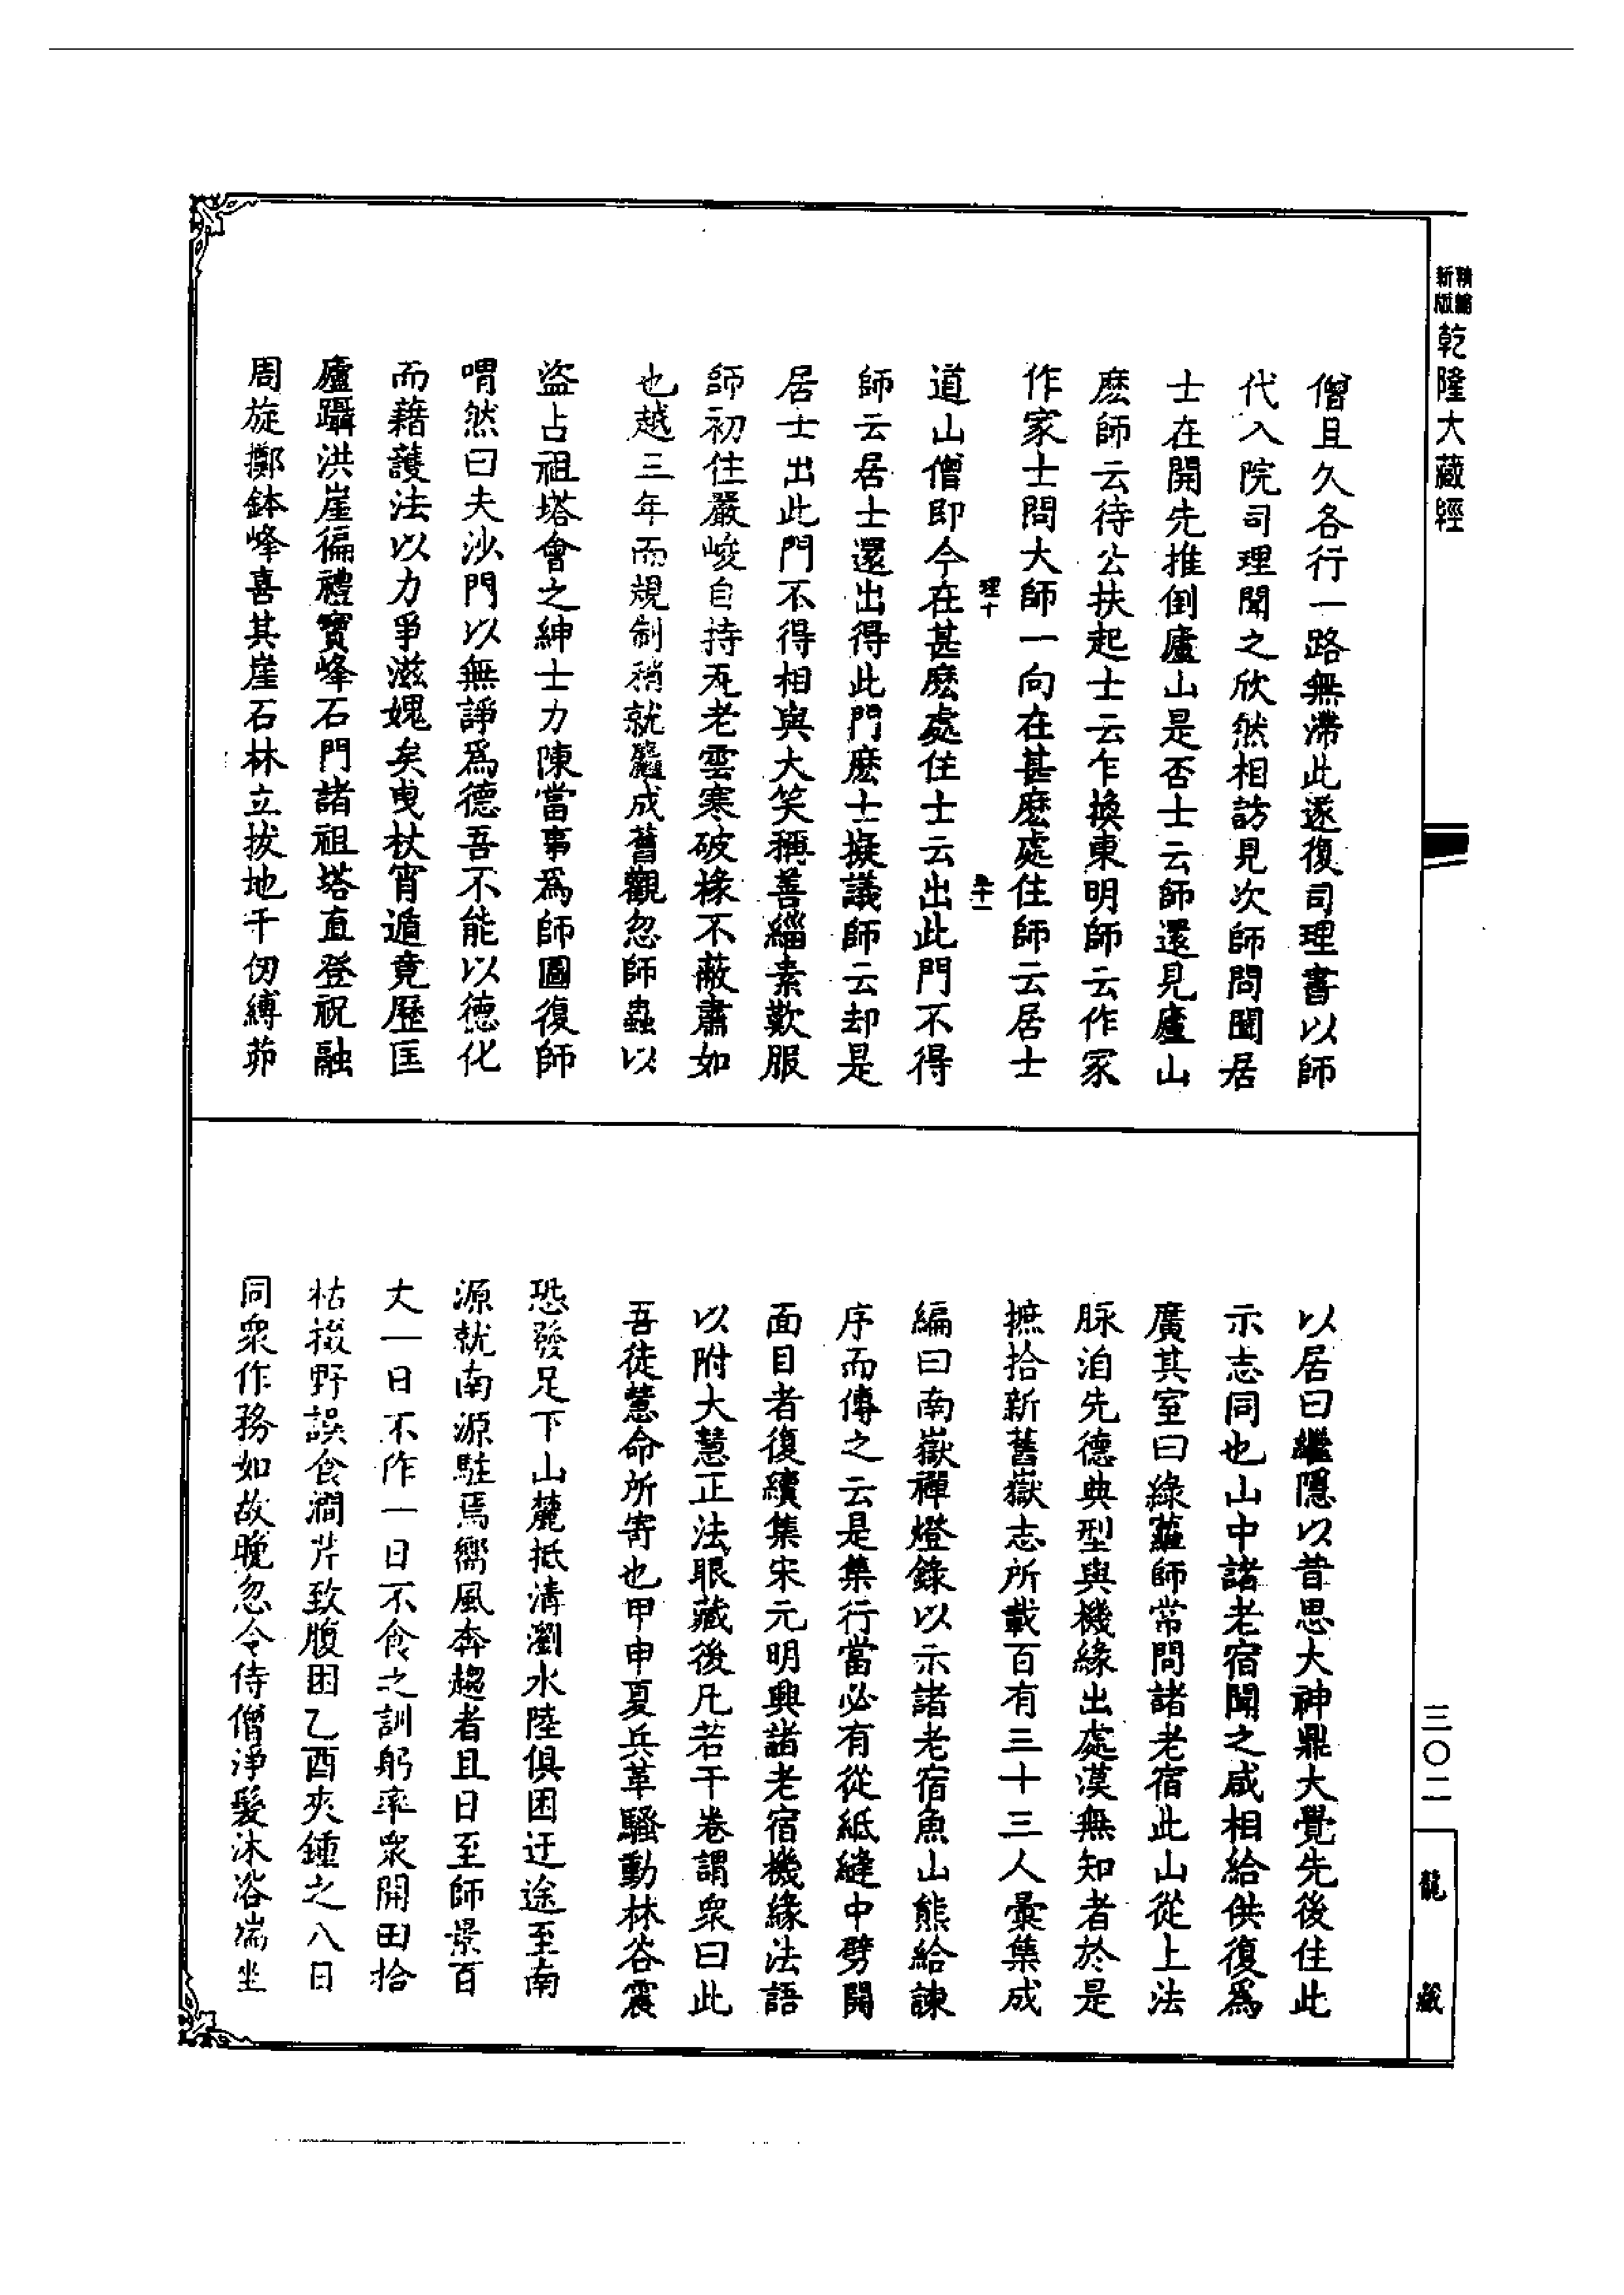 精編
新版
乾隆大藏經
僧且久各行一路無滯此遂復司理書以師
代入院司理聞之欣然相訪見次師問聞居
士在開先推倒廬山是否士云師還見廬山
麽師云待公扶起士云乍換東明師云作家
作家士問大師一向在甚麽處住師云居士
道山僧即今在甚麽處住士云出此門不得
師云居士還出得此門麽士擬議師云却是
居士出此門不得相與大笑稱善緇素歎服
師初住嚴峻自持无老雲寒破椽不蔽肅如
也越三年而規制稍就麤成舊觀忽師蟲以
盜占祖塔會之紳士力陳當事爲師圖復師
喟然曰夫沙門以無諍爲德吾不能以德化
而藉護法以力爭滋媿矣曳杖宵遁竟歷匡
廬躡洪崖徧禮寶峰石門諸祖塔直登祝融
周旋擲鉢峰喜其崖石林立拔地千仞縛茆
以居曰繼隱以昔思大神鼎大覺先後住此
示志同也山中諸老宿聞之咸相給供復爲
廣其室曰綠蘿師常問諸老宿此山從上法
脉洎先德典型與機緣出處漠無知者於是
摭拾新舊嶽志所載百有三十三人彙集成
編曰南嶽禪燈錄以示諸老宿魚山熊給諫
序而傳之云是集行當必有從紙縫中劈開
面目者復續集宋元明興諸老宿機緣法語
以附大慧正法眼藏後凡若干卷謂衆曰此
吾徒慧命所寄也甲申夏兵革騷動林谷震
恐發足下山麓抵清瀏水陸俱困迂途至南
源就南源駐焉嚮風奔趨者且日至師景百
丈一日不作一日不食之訓躬率衆開田拾
枯掇野誤食澗芹致腹困乙酉夾鍾之八日
同衆作務如故晚忽令侍僧淨髮沐浴端坐
三〇二
龍藏